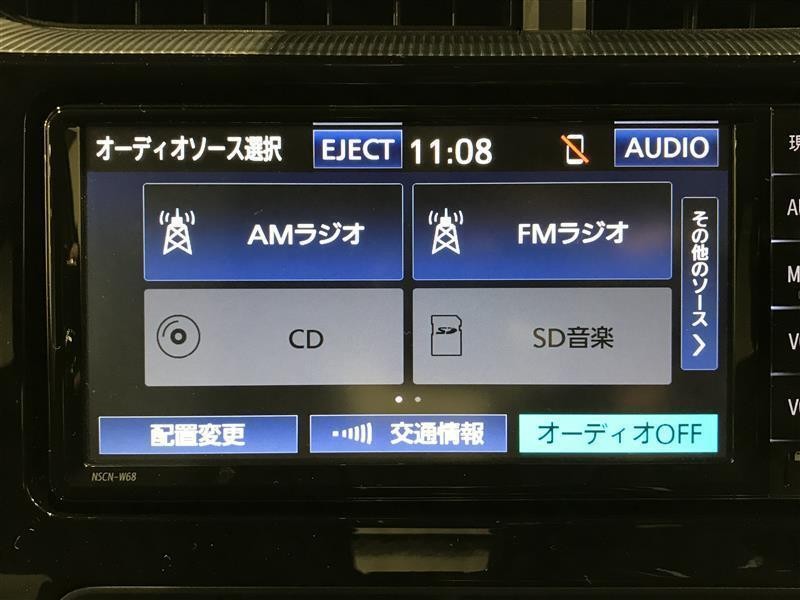 オーディオソース選択 EJECT 11:08 AUDIO
AMラジオ FMラジオ
その他のソース
CD SD音楽
配置変更 交通情報 オーディオOFF
NSCN-W68
現